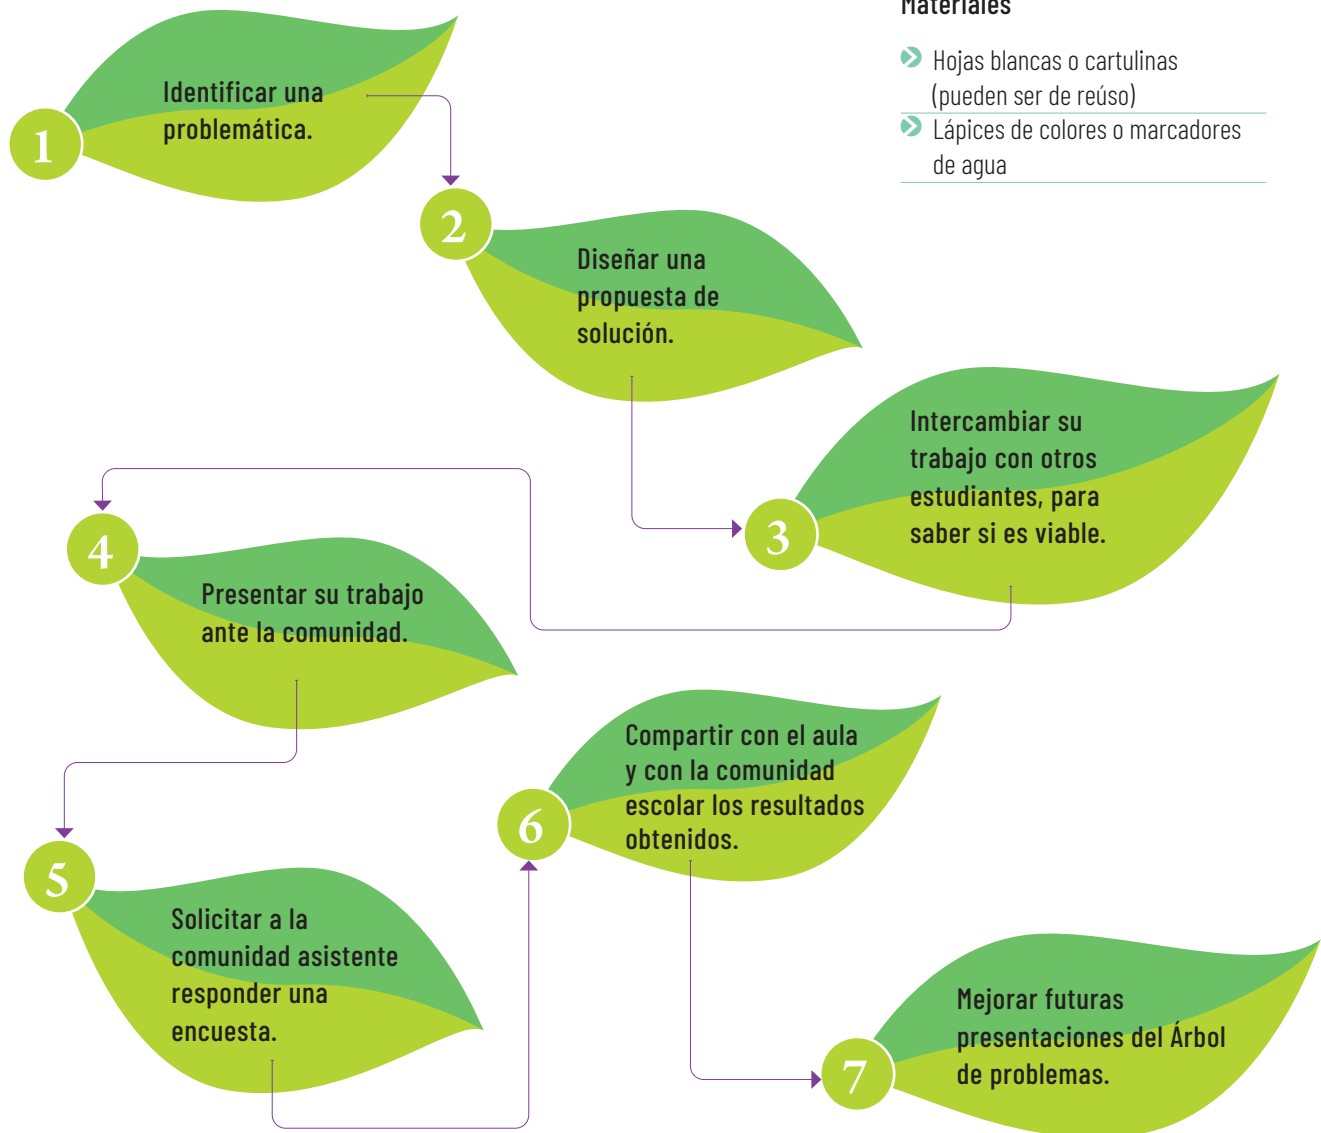 Materiales
Hojas blancas o cartulinas
(pueden ser de reúso)
Lápices de colores o marcadores
de agua
1
Identificar una
problemática.
2
Diseñar una
propuesta de
solución.
3
Intercambiar su
trabajo con otros
estudiantes, para
saber si es viable.
4
Presentar su trabajo
ante la comunidad.
5
Solicitar a la
comunidad asistente
responder una
encuesta.
6
Compartir con el aula
y con la comunidad
escolar los resultados
obtenidos.
7
Mejorar futuras
presentaciones del Árbol
de problemas.